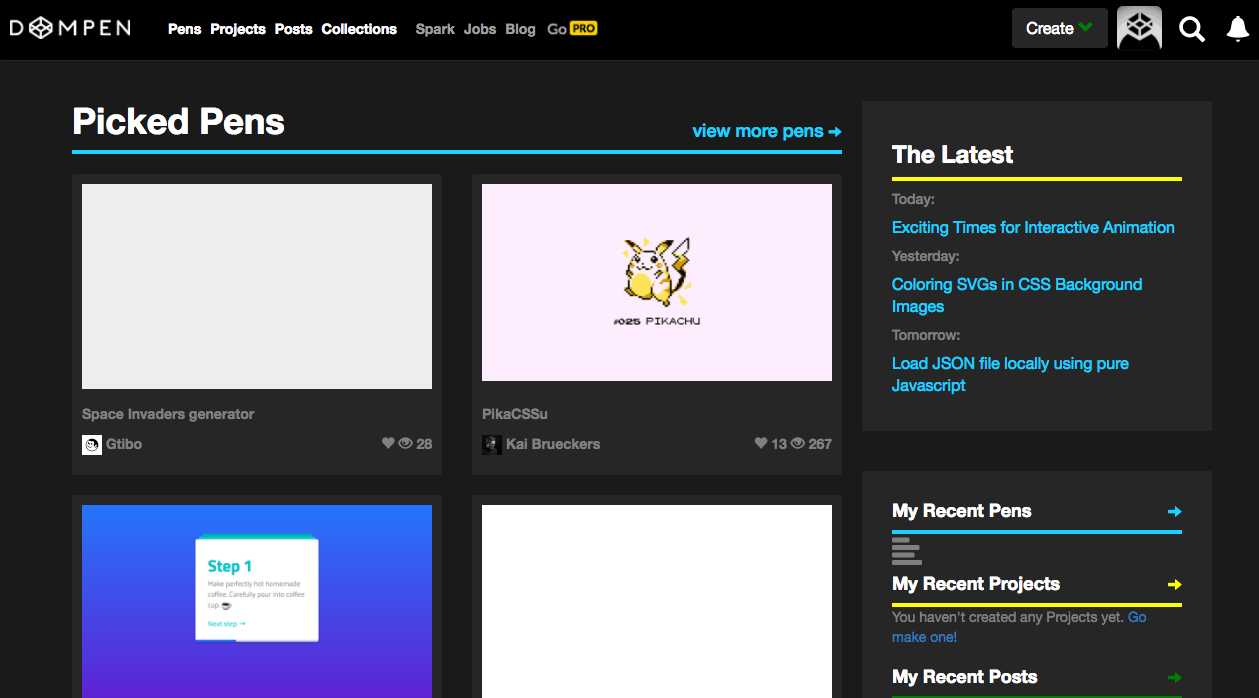 DOMPEN
Pens Projects Posts Collections Spark Jobs Blog Go PRO
Create
Picked Pens
view more pens
#025 PIKACHU
Space Invaders generator
Gtibo
28
PikaCSSu
Kai Brueckers
13 267
Step 1
Make perfectly hot homemade
coffee. Carefully pour into coffee
cup.
Next step →
The Latest
Today:
Exciting Times for Interactive Animation
Yesterday:
Coloring SVGs in CSS Background
Images
Tomorrow:
Load JSON file locally using pure
Javascript
My Recent Pens
My Recent Projects
You haven't created any Projects yet. Go
make one!
My Recent Posts